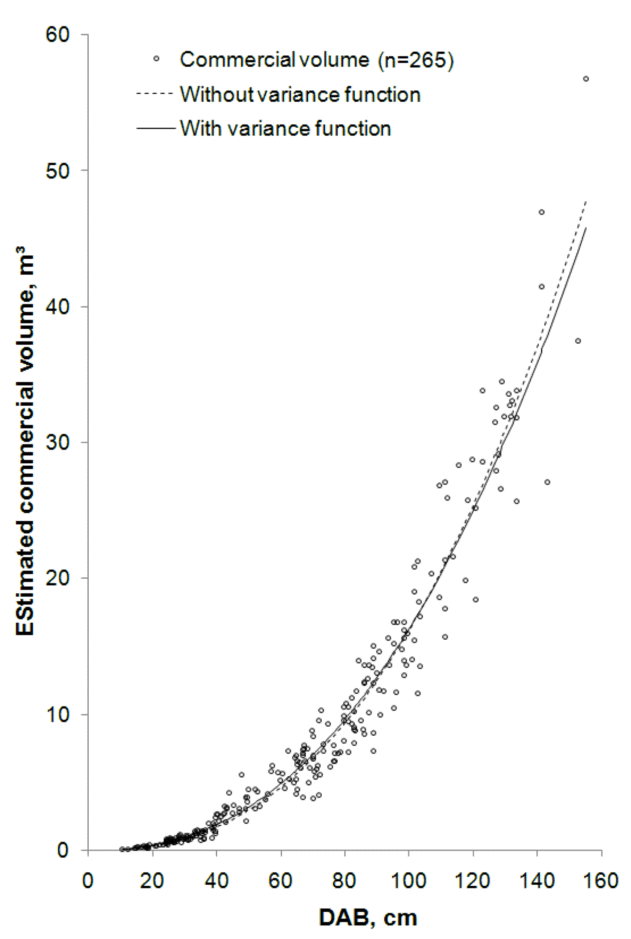 60
Commercial volume (n=265)
Without variance function
With variance function
50
40
30
20
10
0
EStimated commercial volume, m³
0 20 40 60 80 100 120 140 160
DAB, cm